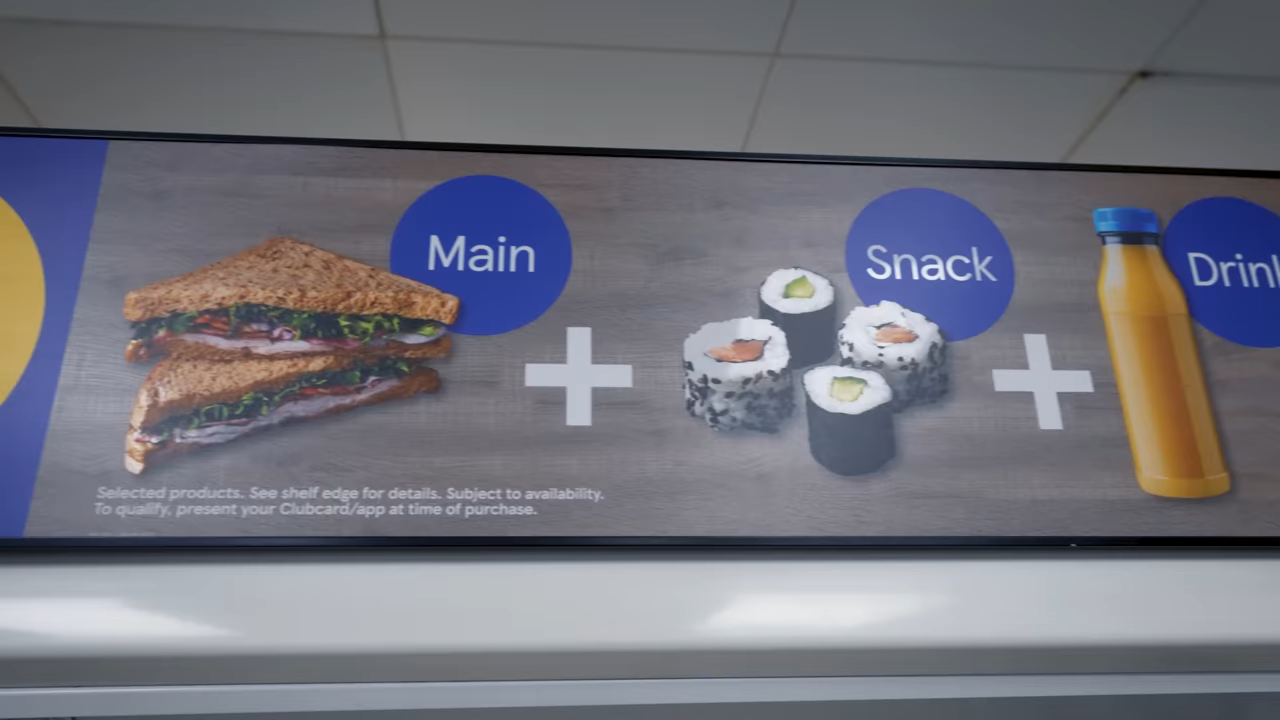 Main
Snack
Drink
Selected products. See shelf edge for details. Subject to availability.
To qualify, present your Clubcard/app at time of purchase.